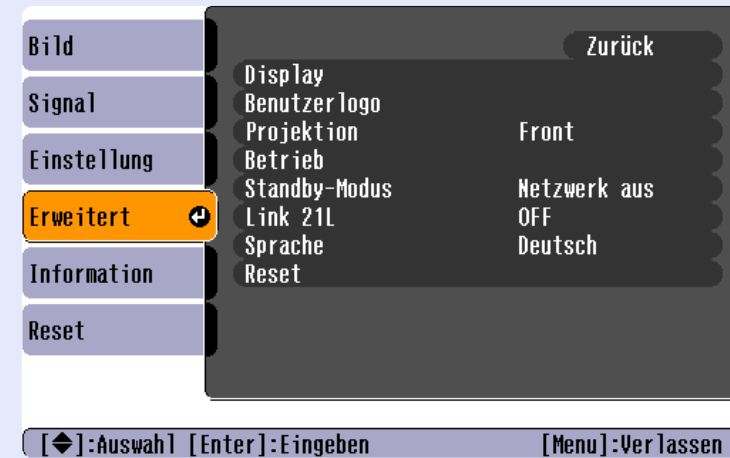 Bild
Signal
Einstellung
Erweitert
Information
Reset
Zurück
Display
Benutzerlogo
Projektion Front
Betrieb
Standby-Modus Netzwerk aus
Link 21L OFF
Sprache Deutsch
Reset
[◆]:Auswahl [Enter]:Eingeben [Menu]:Verlassen